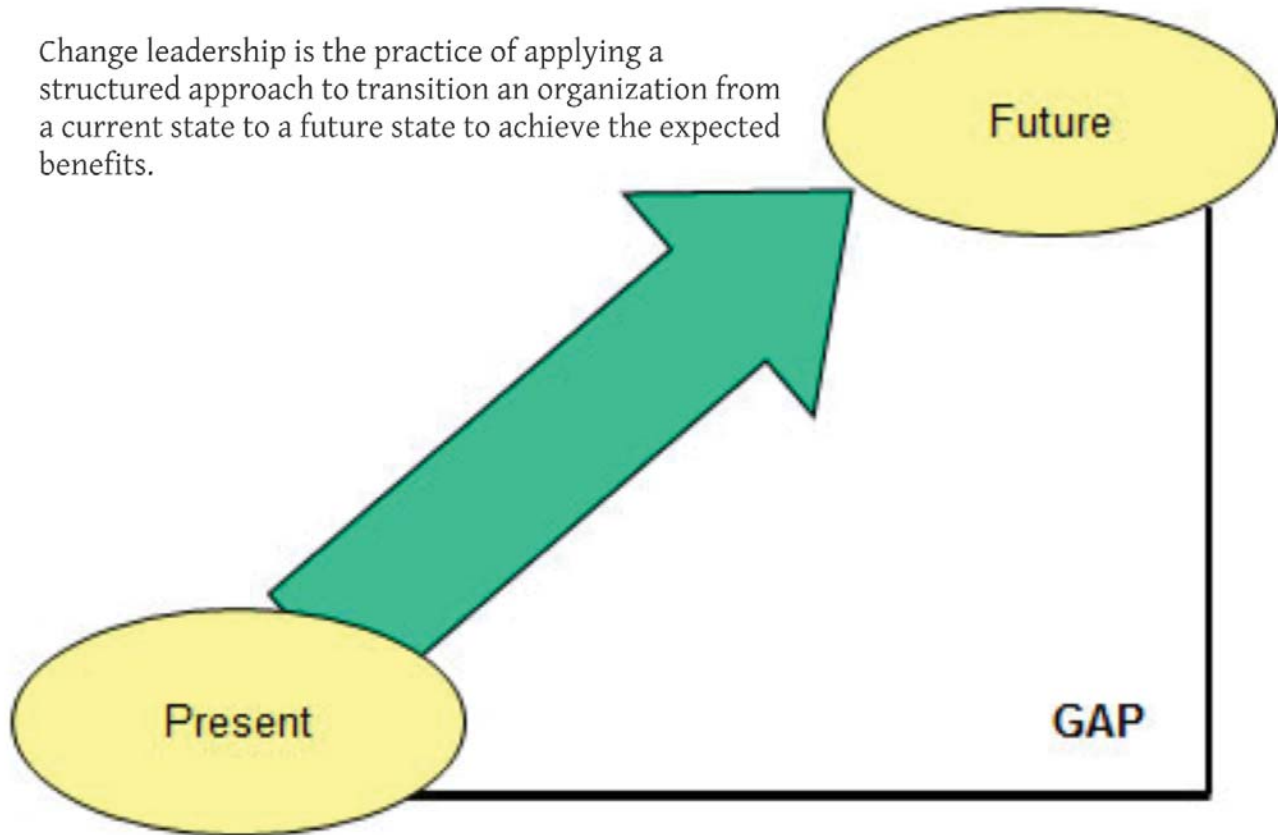 Change leadership is the practice of applying a
structured approach to transition an organization from
a current state to a future state to achieve the expected
benefits.
Future
Present
GAP